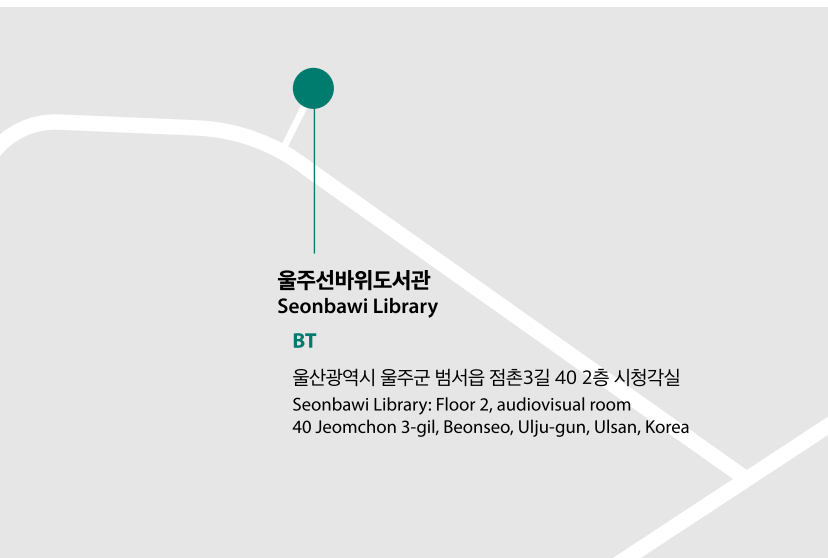 울주선바위도서관
Seonbawi Library
BT
울산광역시 울주군 범서읍 점촌3길 40 2층 시청각실
Seonbawi Library: Floor 2, audiovisual room
40 Jeomchon 3-gil, Beonseo, Ulju-gun, Ulsan, Korea